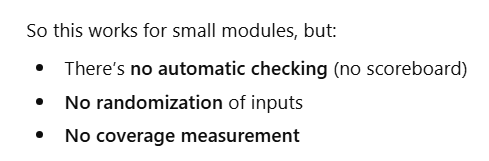 So this works for small modules, but:
• There’s no automatic checking (no scoreboard)
• No randomization of inputs
• No coverage measurement